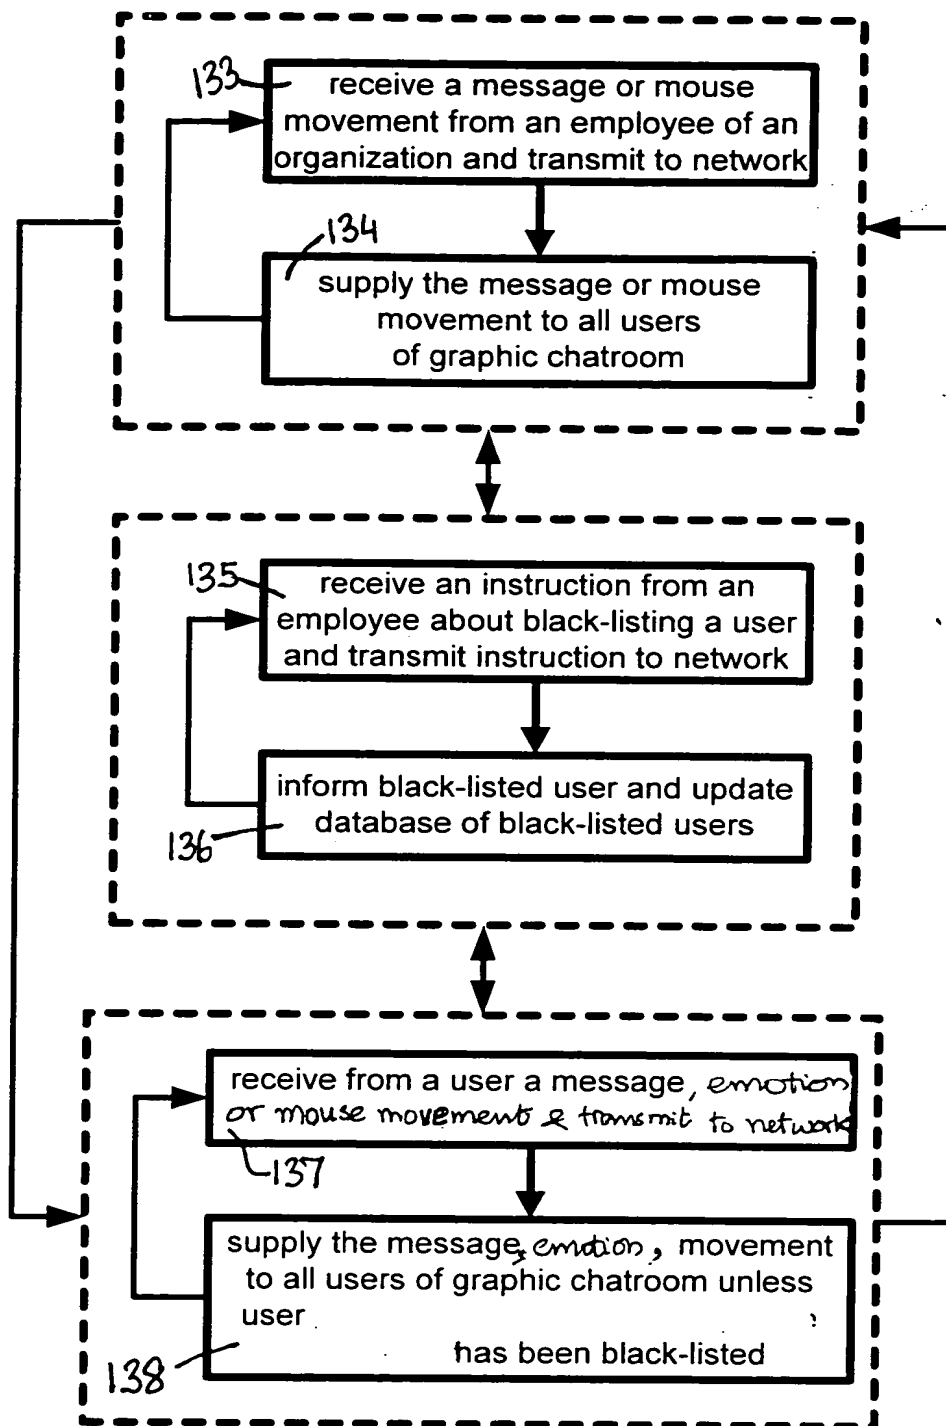 133
receive a message or mouse
movement from an employee of an
organization and transmit to network
134
supply the message or mouse
movement to all users
of graphic chatroom
135
receive an instruction from an
employee about black-listing a user
and transmit instruction to network
inform black-listed user and update
database of black-listed users
136
receive from a user a message, emotion
or mouse movements & transmit to network
137
supply the message, emotion, movement
to all users of graphic chatroom unless
user
has been black-listed
138